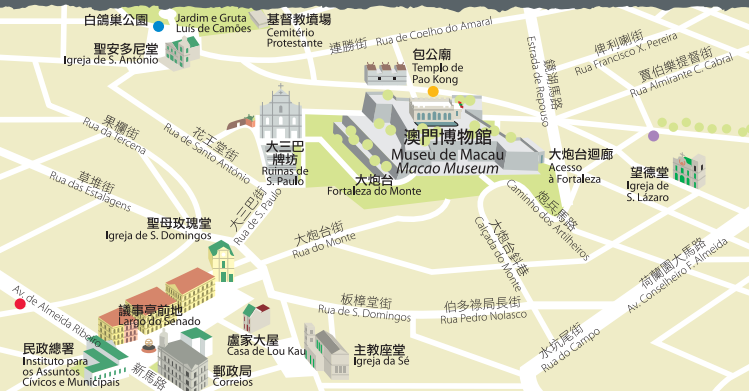 白鴿巢公園
Jardim e Gruta
Luís de Camões
基督教墳場
Cemitério
Protestante
聖安多尼堂
Igreja de S. António
連勝街 Rua de Coelho do Amaral
包公廟
Templo de
Pao Kong
鏡湖馬路
Estrada de Repouso
俾利喇街
Rua Francisco X. Pereira
賈伯樂提督街
Rua Almirante C. Cabral
果欄街
Rua da Tercena
花王堂街
Rua de Santo António
草堆街
Rua das Estalagens
大三巴
牌坊
Ruinas de
S. Paulo
大三巴街
Rua de S. Paulo
澳門博物館
Museu de Macau
Macao Museum
大炮台
Fortaleza do Monte
大炮台迴廊
Acesso
à Fortaleza
望德堂
Igreja de
S. Lázaro
炮兵馬路
Caminho dos Artilheiros
聖母玫瑰堂
Igreja de S. Domingos
大炮台街
Rua do Monte
大炮台斜巷
Calçada do Monte
荷蘭園大馬路
Av. Conselheiro F. Almeida
Av. de Almeida Ribeiro
議事亭前地
Largo do Senado
板樟堂街
Rua de S. Domingos
伯多祿局長街
Rua Pedro Nolasco
水坑尾街
Rua do Campo
盧家大屋
Casa de Lou Kau
民政總署
Instituto para
os Assuntos
Cívicos e Municipais
新馬路
郵政局
Correios
主教座堂
Igreja da Sé